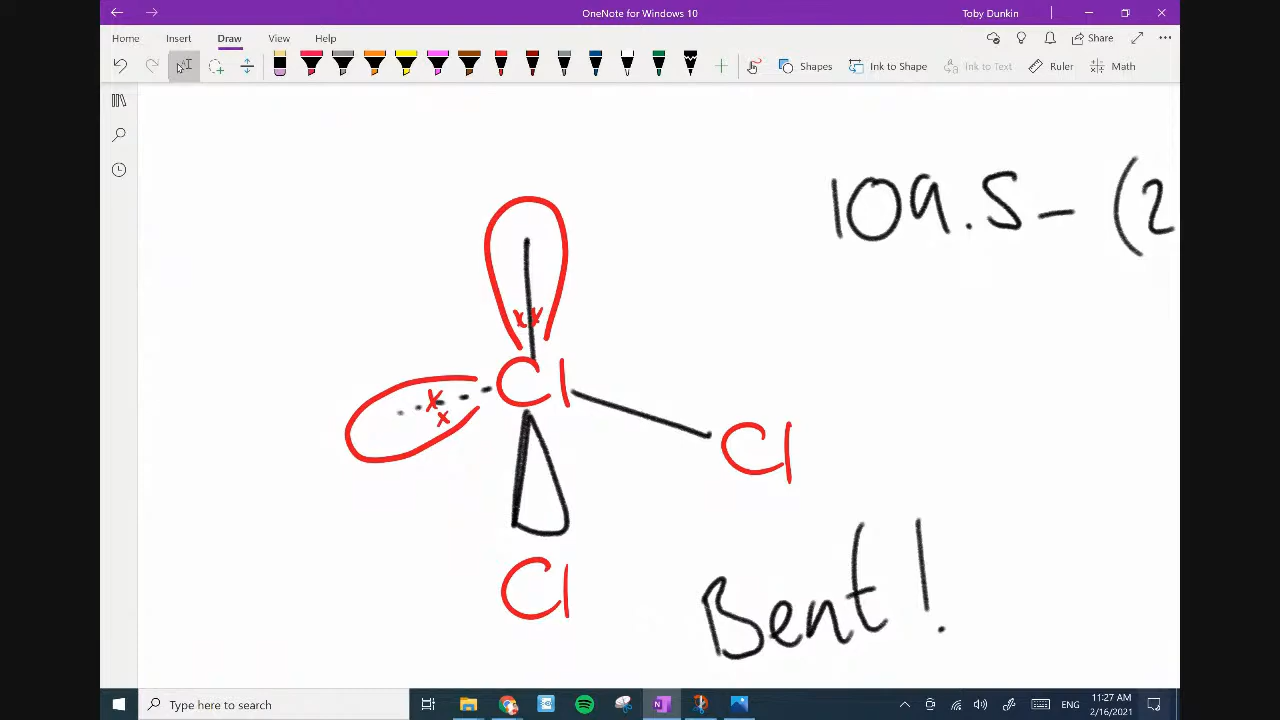 OneNote for Windows 10
Toby Dunkin
Home Insert Draw View Help
Share
Shapes Ink to Shape Ink to Text Ruler Math
109.5 - (2
Cl
Cl
Cl
Bent!
Type here to search
ENG
11:27 AM
2/16/2021